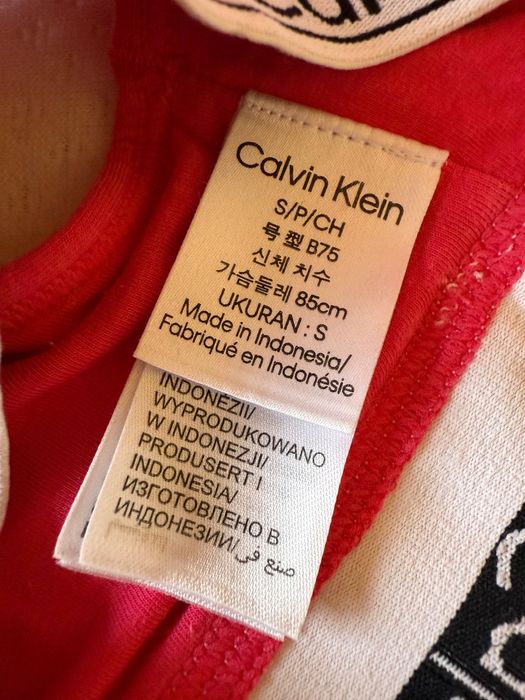 Calvin Klein
S/P/CH
号型 B75
신체 치수
가슴둘레 85cm
UKURAN : S
Made in Indonesia/
Fabriqué en Indonésie
INDONEZII/
WYPRODUKOWANO
W INDONEZJI/
PRODUSERT I
INDONESIA/
ИЗГОТОВЛЕНО В
ИНДОНЕЗИИ/ صنع في